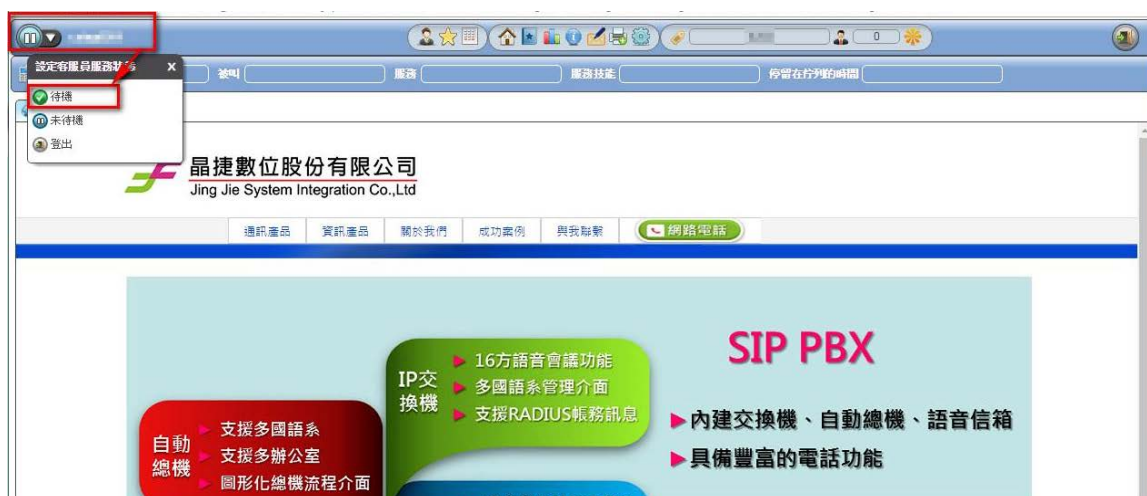 0
設定客服員服務狀態 X
被叫 服務 服務技能 停留在佇列的時間
待機
未待機
登出
晶捷數位股份有限公司
Jing Jie System Integration Co.,Ltd
通訊產品 資訊產品 關於我們 成功案例 與我聯繫 網路電話
SIP PBX
IP交換機
16方語音會議功能
多國語系管理介面
支援RADIUS帳務訊息
自動總機
支援多國語系
支援多辦公室
圖形化總機流程介面
內建交換機、自動總機、語音信箱
具備豐富的電話功能